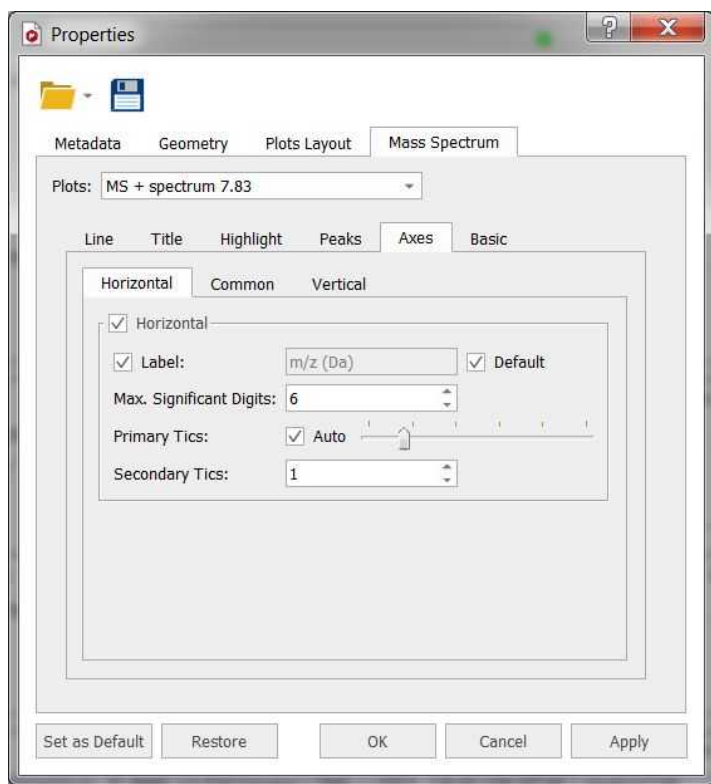 Properties
?
X
Metadata Geometry Plots Layout Mass Spectrum
Plots: MS + spectrum 7.83
Line Title Highlight Peaks Axes Basic
Horizontal Common Vertical
Horizontal
Label: m/z (Da) Default
Max. Significant Digits: 6
Primary Tics: Auto
Secondary Tics: 1
Set as Default Restore OK Cancel Apply